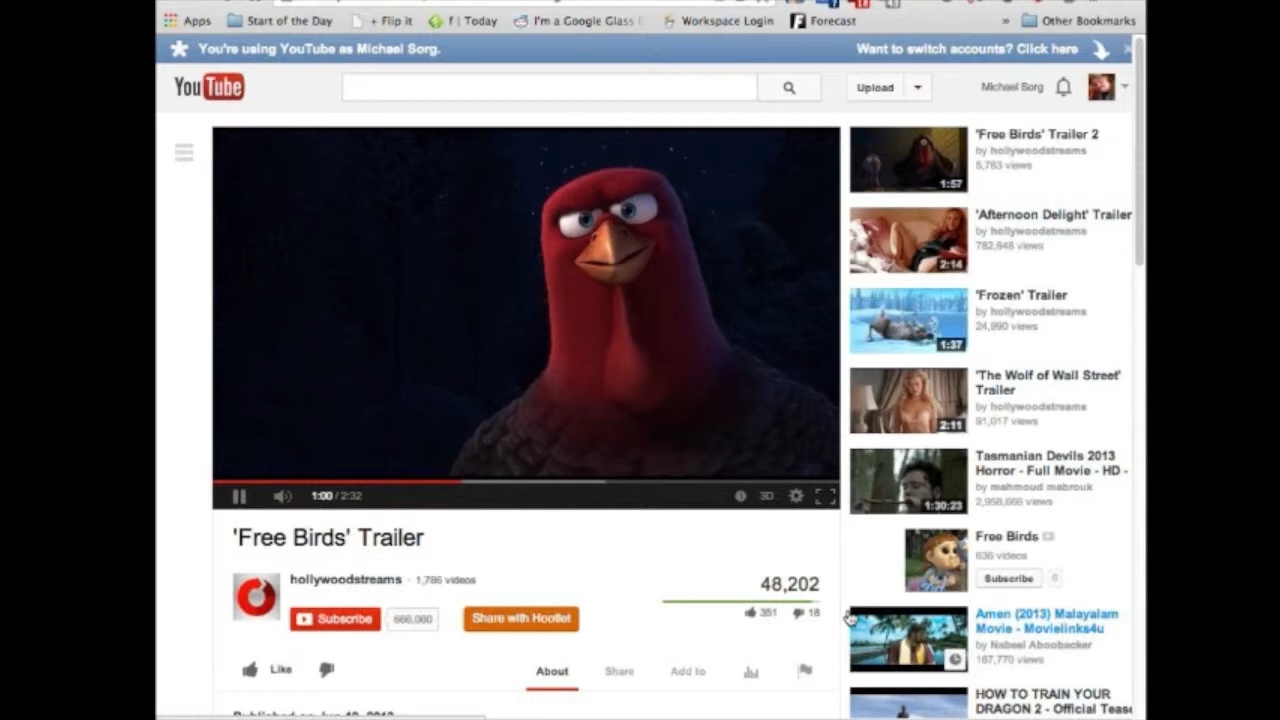 Apps Start of the Day + Flip it f | Today I'm a Google Glass Workspace Login Forecast » Other Bookmarks
You're using YouTube as Michael Sorg. Want to switch accounts? Click here
YouTube Upload Michael Sorg
'Free Birds' Trailer 2
by hollywoodstreams
5,763 views
1:57
'Afternoon Delight' Trailer
by hollywoodstreams
782,648 views
2:14
'Frozen' Trailer
by hollywoodstreams
24,990 views
1:37
'The Wolf of Wall Street'
Trailer
by hollywoodstreams
91,017 views
2:11
Tasmanian Devils 2013
Horror - Full Movie - HD -
by mahmoud mabrouk
2,958,666 views
1:30:23
1:00 / 2:32 3D
'Free Birds' Trailer
hollywoodstreams · 1,786 videos
Subscribe 666,060 Share with Hootlet
48,202
351 18
Like
About Share Add to
Free Birds
636 videos
Subscribe 0
Amen (2013) Malayalam
Movie - Movielinks4u
by Nabeel Aboobacker
167,770 views
HOW TO TRAIN YOUR
DRAGON 2 - Official Tease